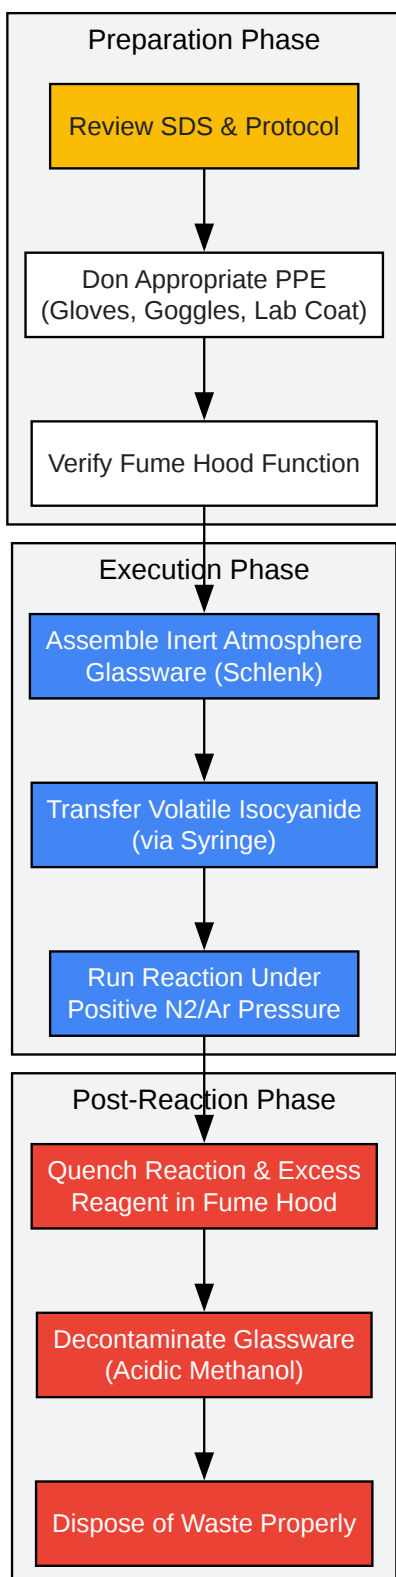 Preparation Phase
Review SDS & Protocol
Don Appropriate PPE
(Gloves, Goggles, Lab Coat)
Verify Fume Hood Function
Execution Phase
Assemble Inert Atmosphere
Glassware (Schlenk)
Transfer Volatile Isocyanide
(via Syringe)
Run Reaction Under
Positive N2/Ar Pressure
Post-Reaction Phase
Quench Reaction & Excess
Reagent in Fume Hood
Decontaminate Glassware
(Acidic Methanol)
Dispose of Waste Properly